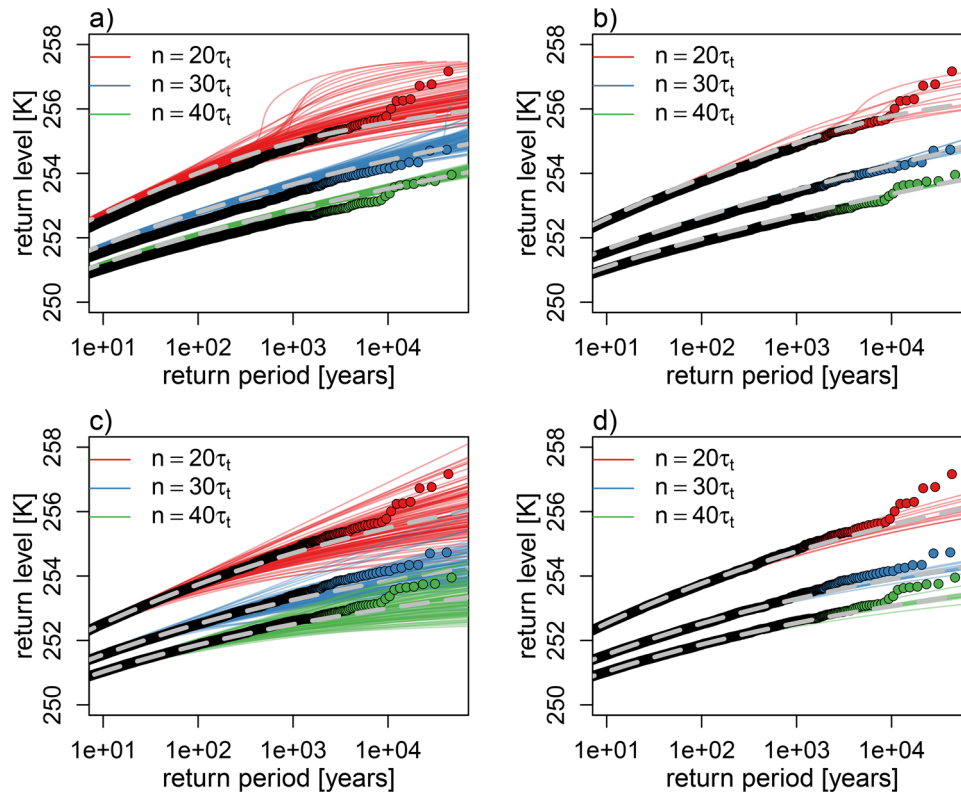 a)
258
256
254
252
250
return level [K]
n = 20τt
n = 30τt
n = 40τt
1e+01 1e+02 1e+03 1e+04
return period [years]
b)
258
256
254
252
250
return level [K]
n = 20τt
n = 30τt
n = 40τt
1e+01 1e+02 1e+03 1e+04
return period [years]
c)
258
256
254
252
250
return level [K]
n = 20τt
n = 30τt
n = 40τt
1e+01 1e+02 1e+03 1e+04
return period [years]
d)
258
256
254
252
250
return level [K]
n = 20τt
n = 30τt
n = 40τt
1e+01 1e+02 1e+03 1e+04
return period [years]